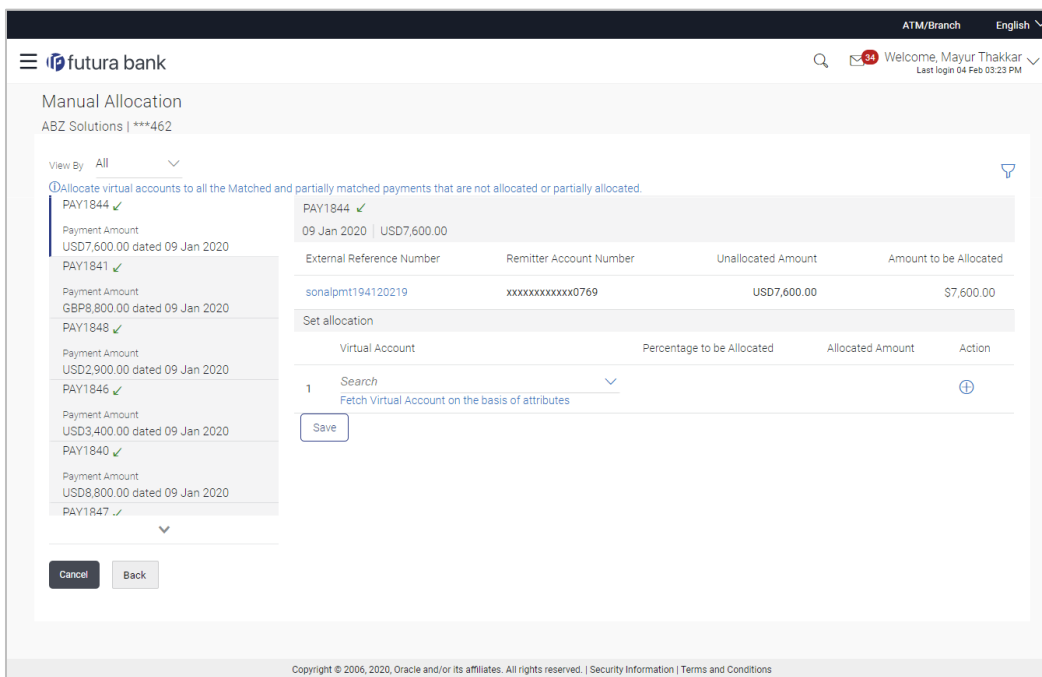 ATM/Branch English
futura bank
34 Welcome, Mayur Thakkar
Last login 04 Feb 03:23 PM
Manual Allocation
ABZ Solutions | ***462
View By All
Allocate virtual accounts to all the Matched and partially matched payments that are not allocated or partially allocated.
PAY1844
Payment Amount
USD7,600.00 dated 09 Jan 2020
PAY1841
Payment Amount
GBP8,800.00 dated 09 Jan 2020
PAY1848
Payment Amount
USD2,900.00 dated 09 Jan 2020
PAY1846
Payment Amount
USD3,400.00 dated 09 Jan 2020
PAY1840
Payment Amount
USD8,800.00 dated 09 Jan 2020
PAY1847
PAY1844
09 Jan 2020 | USD7,600.00
External Reference Number Remitter Account Number Unallocated Amount Amount to be Allocated
sonalpmt194120219 xxxxxxxxxxxx0769 USD7,600.00 $7,600.00
Set allocation
Virtual Account Percentage to be Allocated Allocated Amount Action
1 Search
Fetch Virtual Account on the basis of attributes
Save
Cancel Back
Copyright © 2006, 2020, Oracle and/or its affiliates. All rights reserved. | Security Information | Terms and Conditions